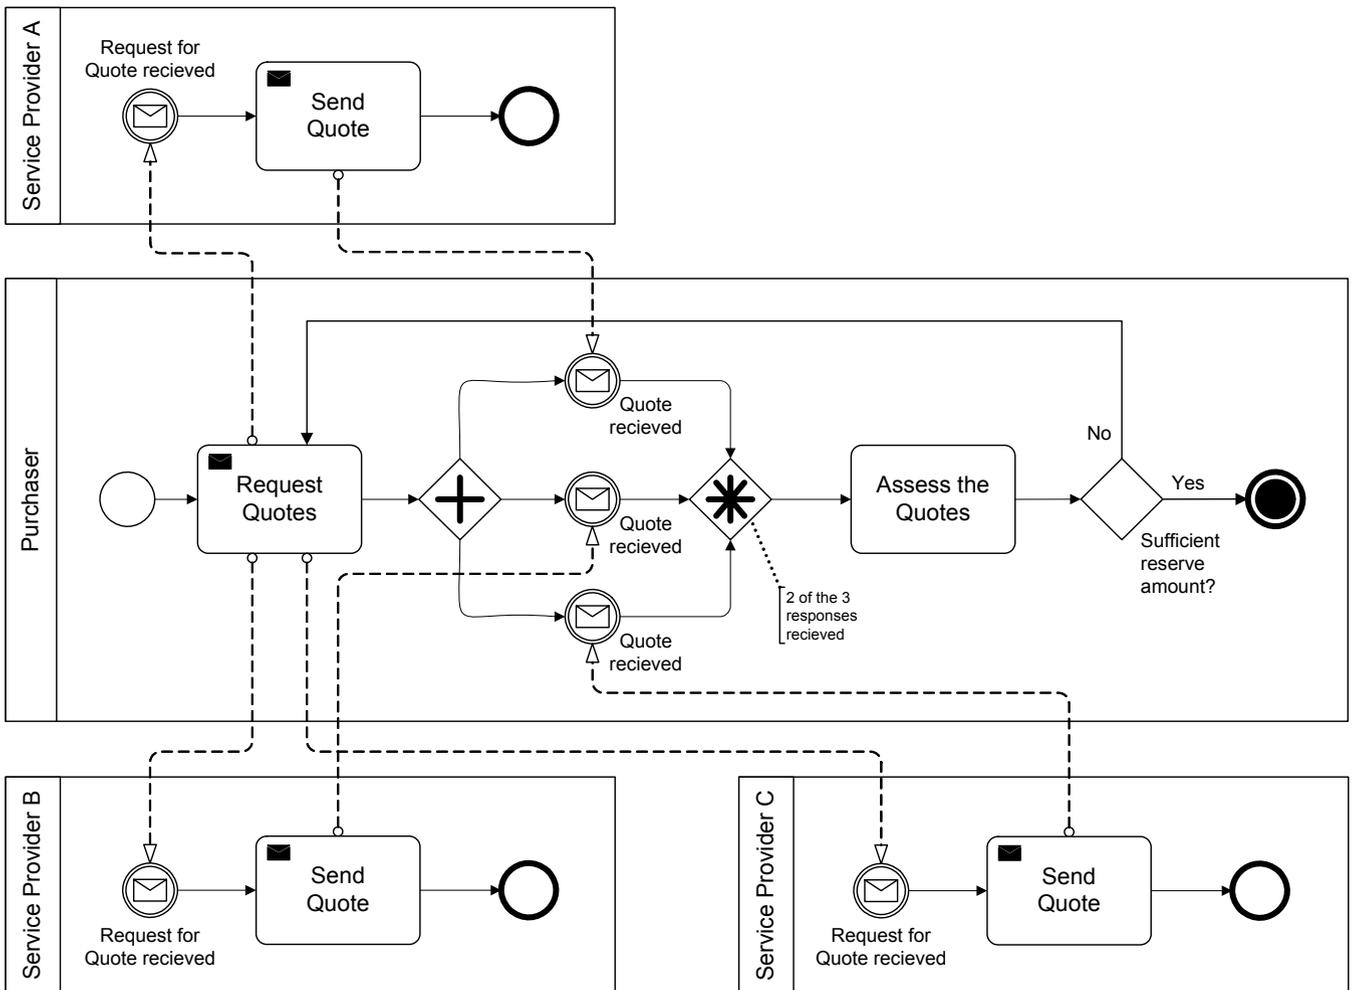 Service Provider A
Request for
Quote recieved
Send
Quote
Purchaser
Request
Quotes
Quote
recieved
Quote
recieved
Quote
recieved
2 of the 3
responses
recieved
Assess the
Quotes
No
Yes
Sufficient
reserve
amount?
Service Provider B
Request for
Quote recieved
Send
Quote
Service Provider C
Request for
Quote recieved
Send
Quote